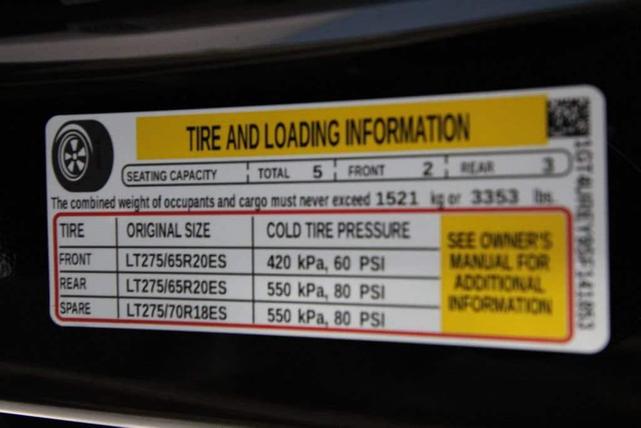 TIRE AND LOADING INFORMATION
SEATING CAPACITY TOTAL 5 FRONT 2 REAR 3
The combined weight of occupants and cargo must never exceed 1521 kg or 3353 lbs.
TIRE ORIGINAL SIZE COLD TIRE PRESSURE
FRONT LT275/65R20ES 420 kPa, 60 PSI
REAR LT275/65R20ES 550 kPa, 80 PSI
SPARE LT275/70R18ES 550 kPa, 80 PSI
SEE OWNER'S
MANUAL FOR
ADDITIONAL
INFORMATION